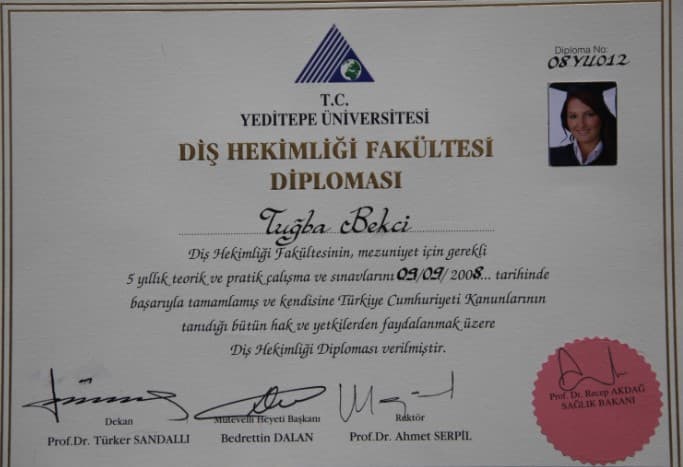 Diploma No:
08YU012
T.C.
YEDİTEPE ÜNİVERSİTESİ
DİŞ HEKİMLİĞİ FAKÜLTESİ
DİPLOMASI
Tuğba Bekci
Diş Hekimliği Fakültesinin, mezuniyet için gerekli
5 yıllık teorik ve pratik çalışma ve sınavlarını 09/09/2008... tarihinde
başarıyla tamamlamış ve kendisine Türkiye Cumhuriyeti Kanunlarının
tanıdığı bütün hak ve yetkilerden faydalanmak üzere
Diş Hekimliği Diploması verilmiştir.
Dekan
Prof.Dr. Türker SANDALLI
Mütevelli Heyeti Başkanı
Bedrettin DALAN
Rektör
Prof.Dr. Ahmet SERPİL
Prof. Dr. Recep AKDAĞ
SAĞLIK BAKANI